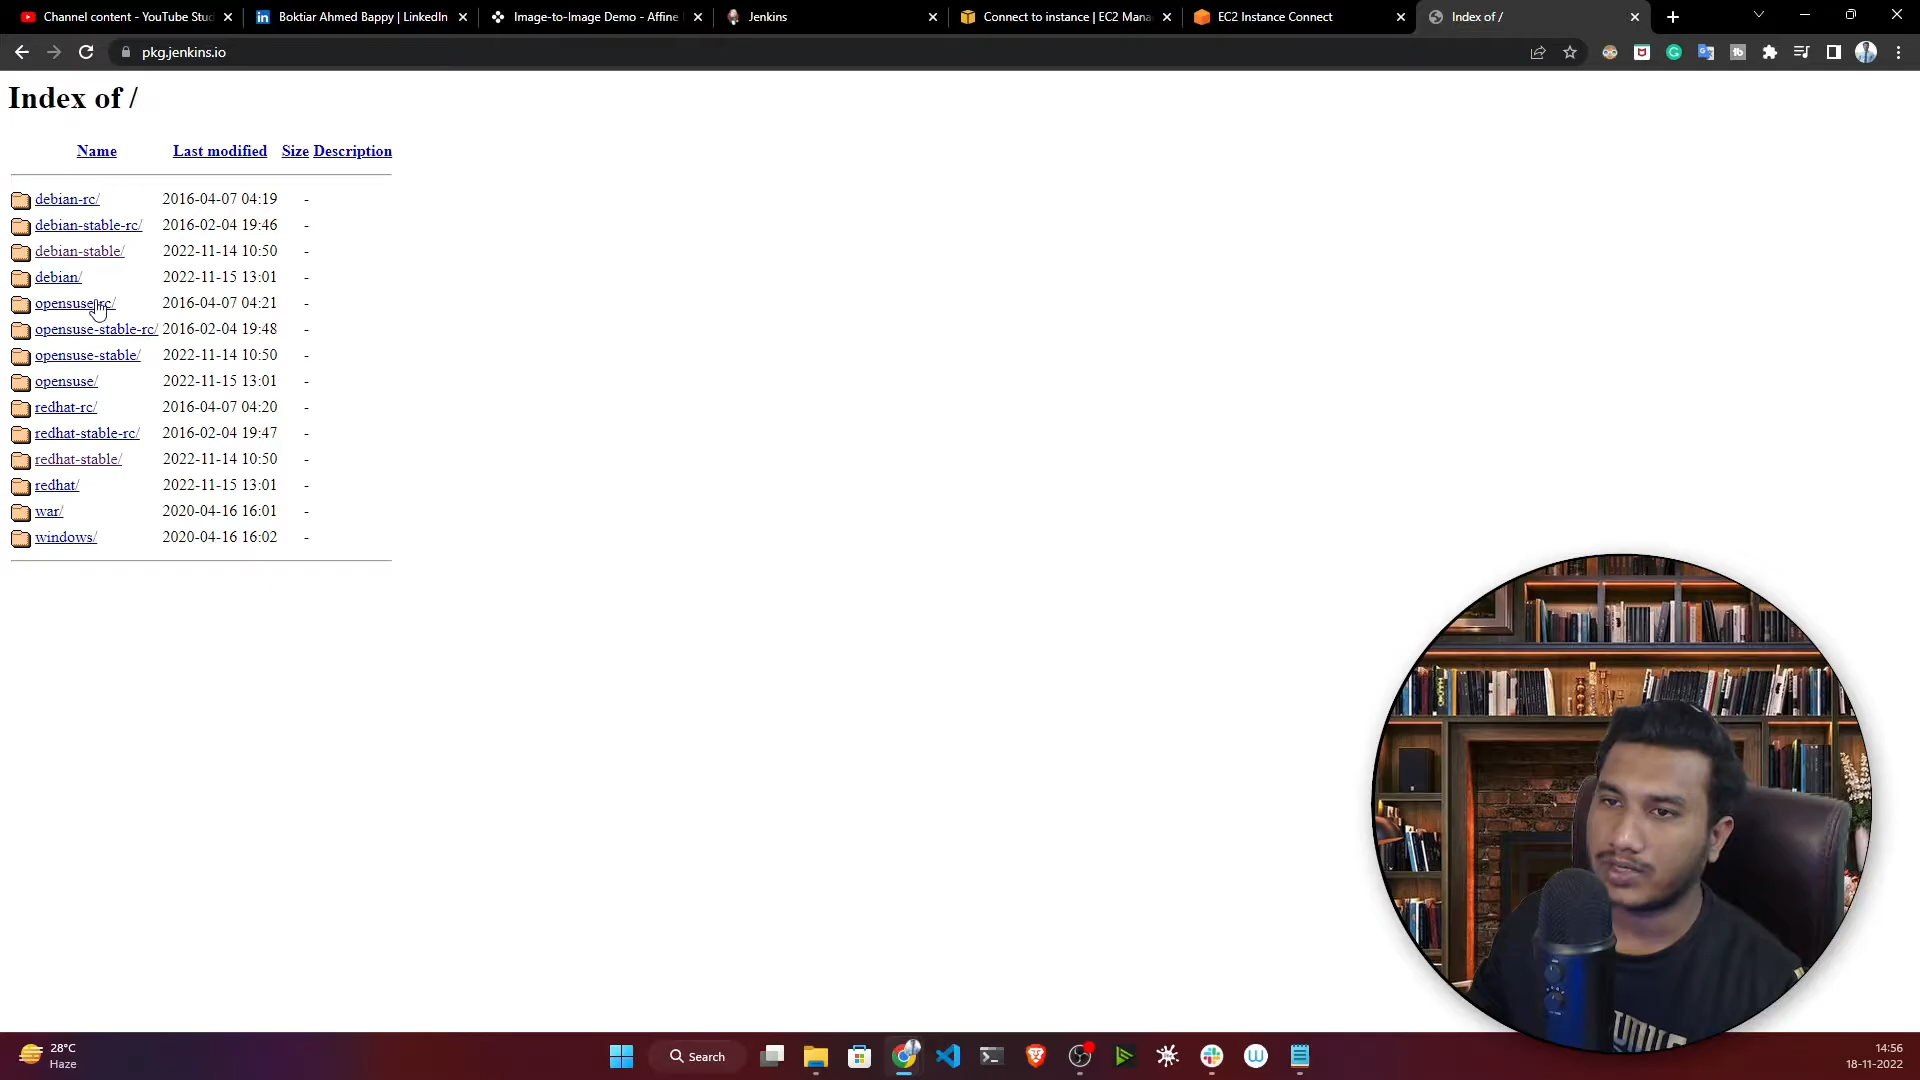 Channel content - YouTube Stud
Boktiar Ahmed Bappy | LinkedIn
Image-to-Image Demo - Affine
Jenkins
Connect to instance | EC2 Mana
EC2 Instance Connect
Index of /
pkg.jenkins.io
Index of /
Name Last modified Size Description
debian-rc/ 2016-04-07 04:19 -
debian-stable-rc/ 2016-02-04 19:46 -
debian-stable/ 2022-11-14 10:50 -
debian/ 2022-11-15 13:01 -
opensuse-rc/ 2016-04-07 04:21 -
opensuse-stable-rc/ 2016-02-04 19:48 -
opensuse-stable/ 2022-11-14 10:50 -
opensuse/ 2022-11-15 13:01 -
redhat-rc/ 2016-04-07 04:20 -
redhat-stable-rc/ 2016-02-04 19:47 -
redhat-stable/ 2022-11-14 10:50 -
redhat/ 2022-11-15 13:01 -
war/ 2020-04-16 16:01 -
windows/ 2020-04-16 16:02 -
28°C
Haze
Search
14:56
18-11-2022